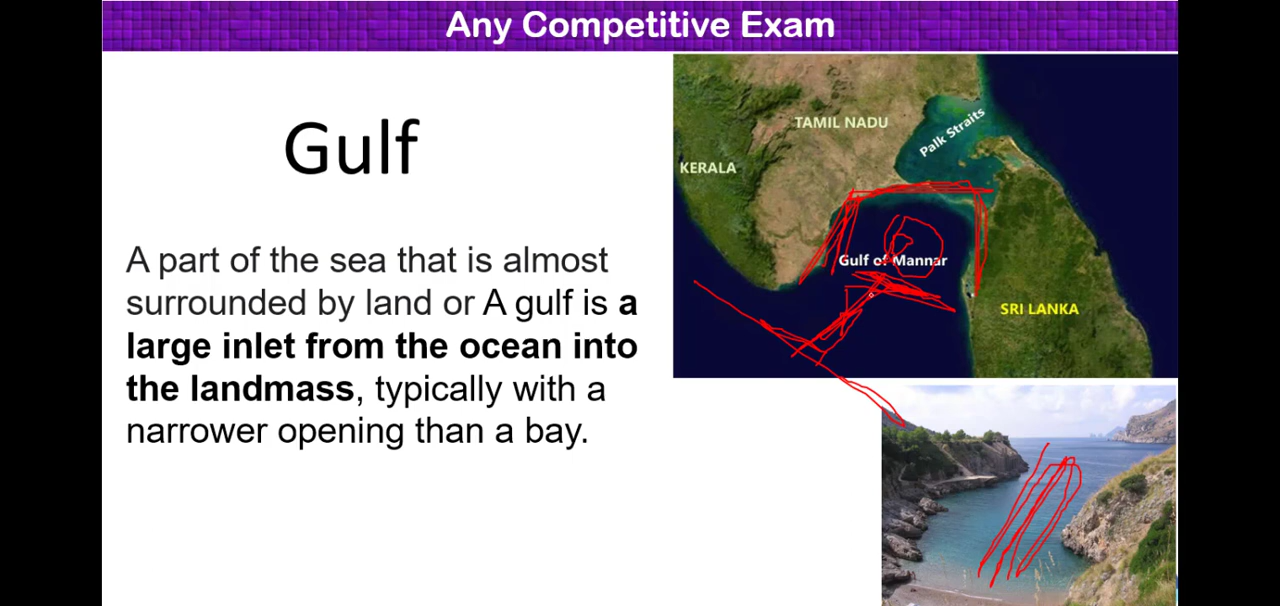 Any Competitive Exam
Gulf
A part of the sea that is almost
surrounded by land or A gulf is a
large inlet from the ocean into
the landmass, typically with a
narrower opening than a bay.
TAMIL NADU
Palk Straits
KERALA
Gulf of Mannar
SRI LANKA